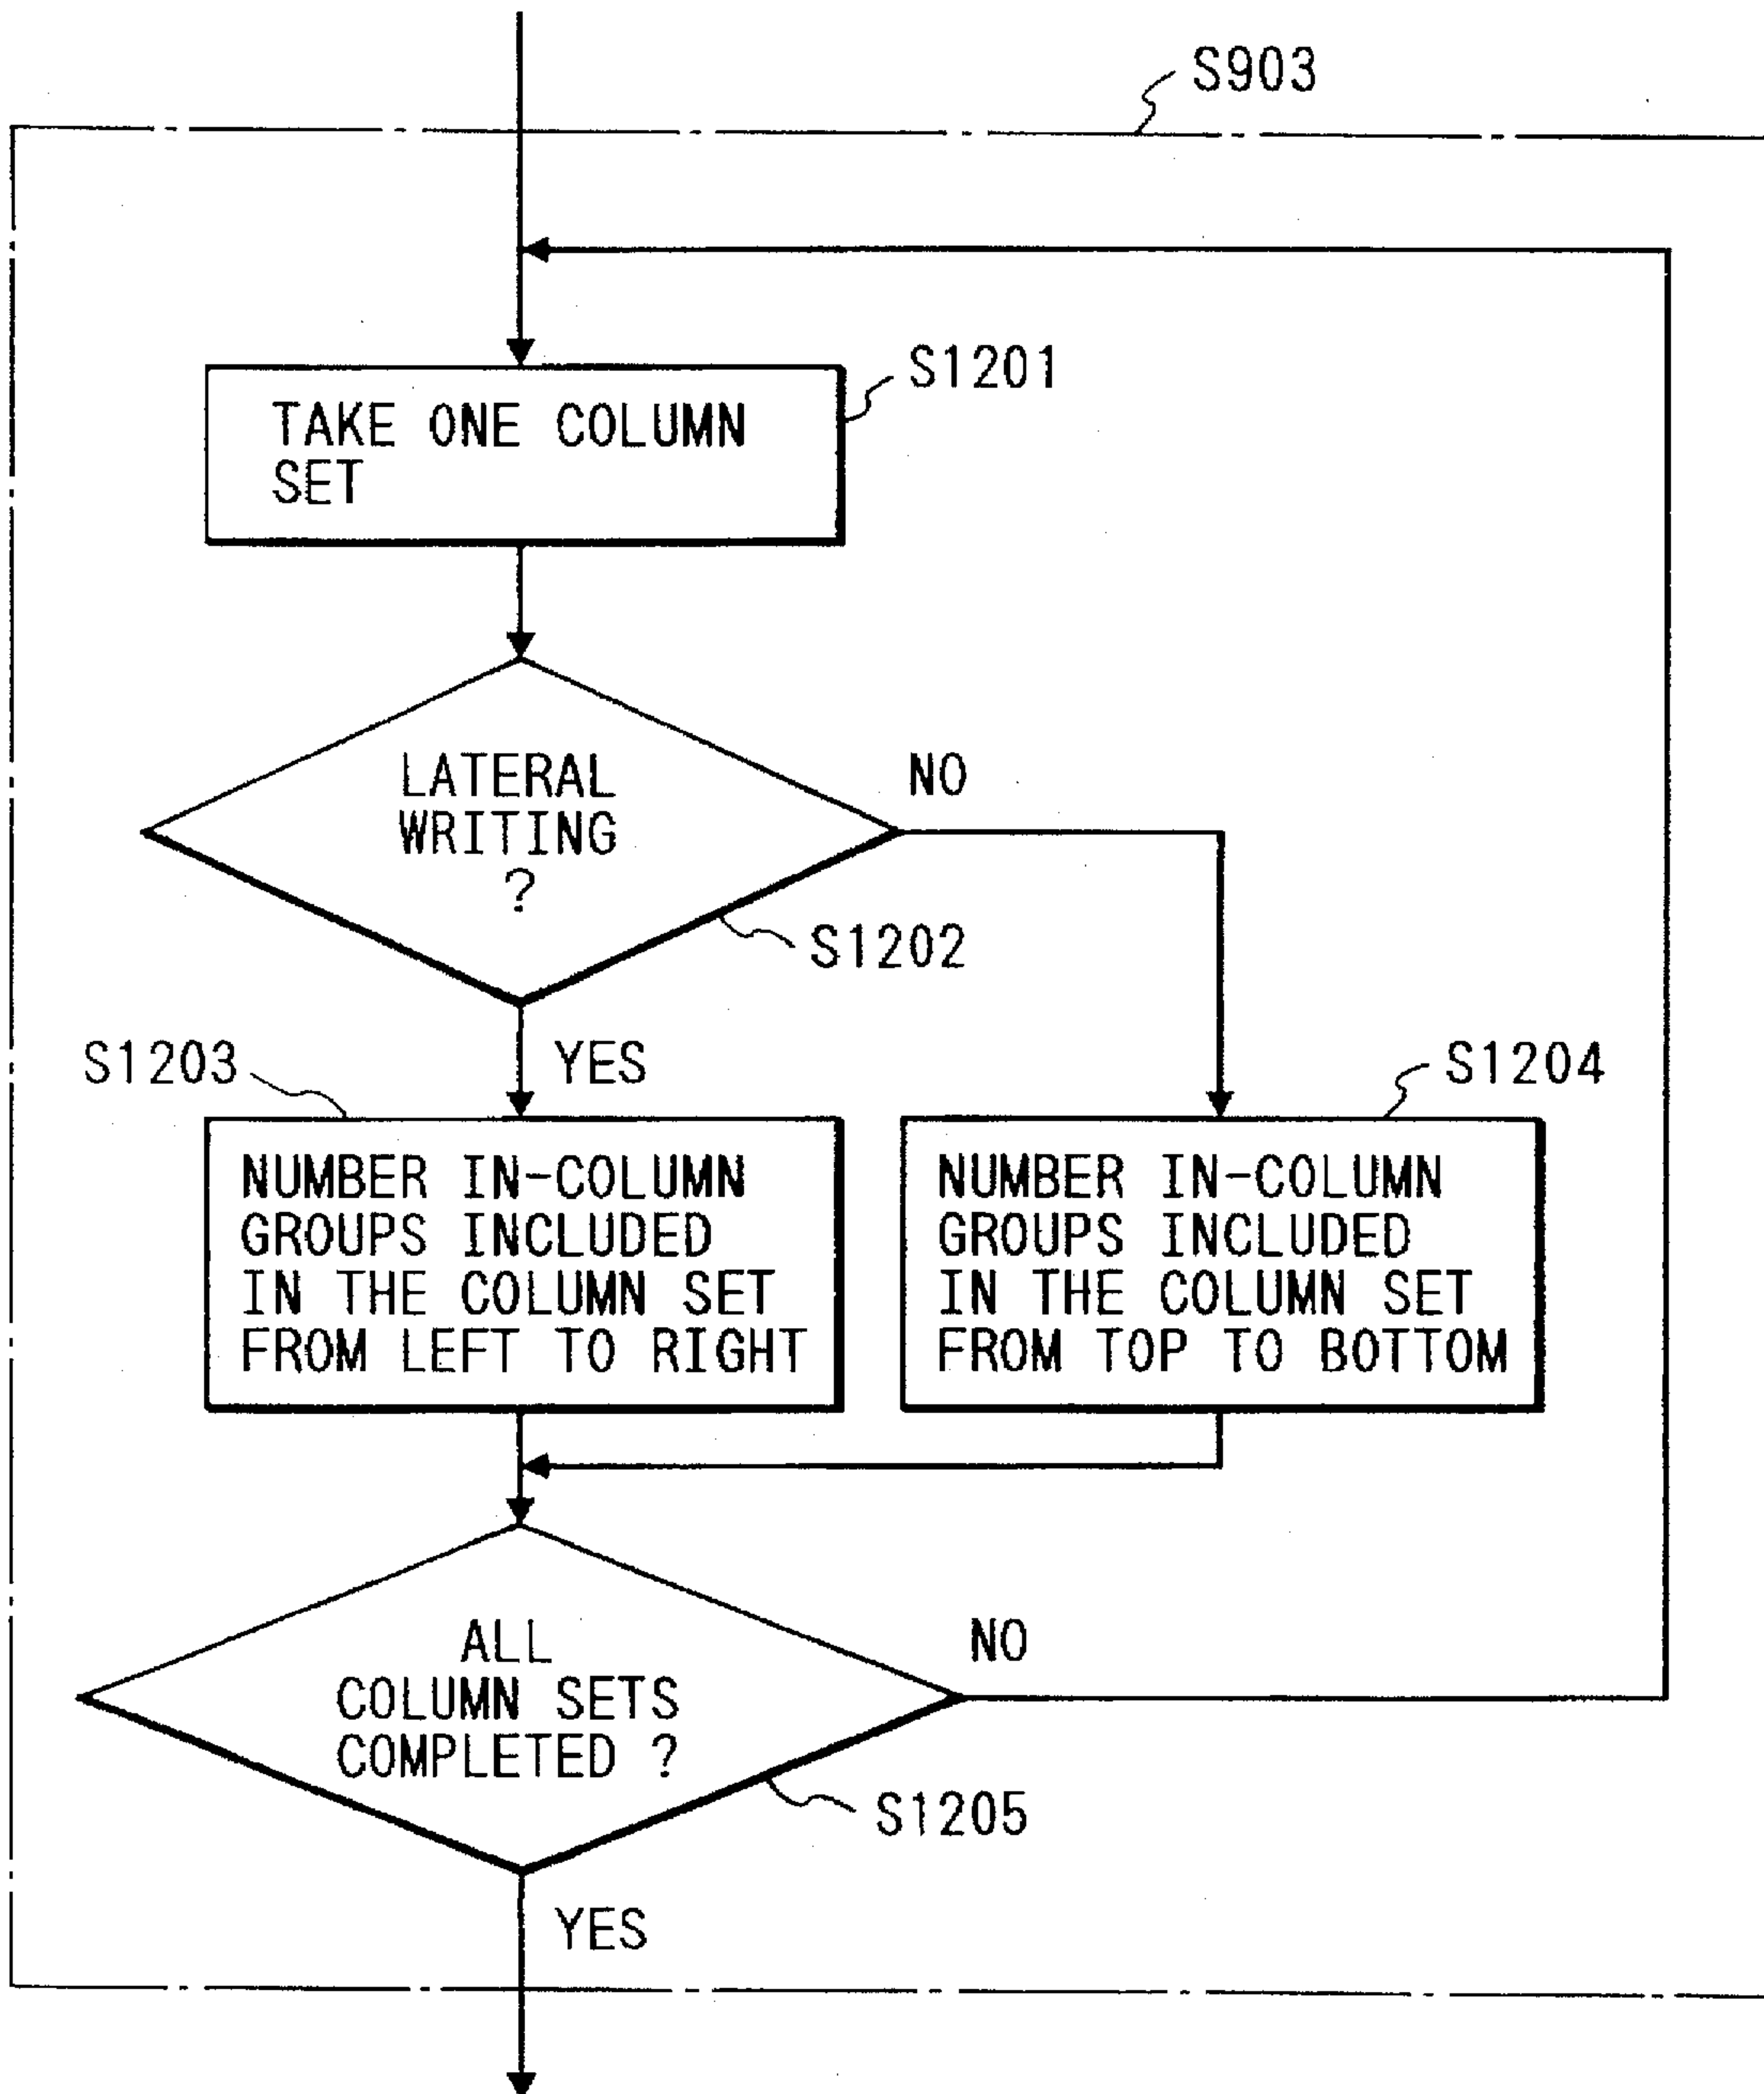 S903
S1201
TAKE ONE COLUMN
SET
LATERAL
WRITING
?
NO
S1202
YES
S1203
S1204
NUMBER IN-COLUMN
GROUPS INCLUDED
IN THE COLUMN SET
FROM LEFT TO RIGHT
NUMBER IN-COLUMN
GROUPS INCLUDED
IN THE COLUMN SET
FROM TOP TO BOTTOM
ALL
COLUMN SETS
COMPLETED ?
NO
S1205
YES